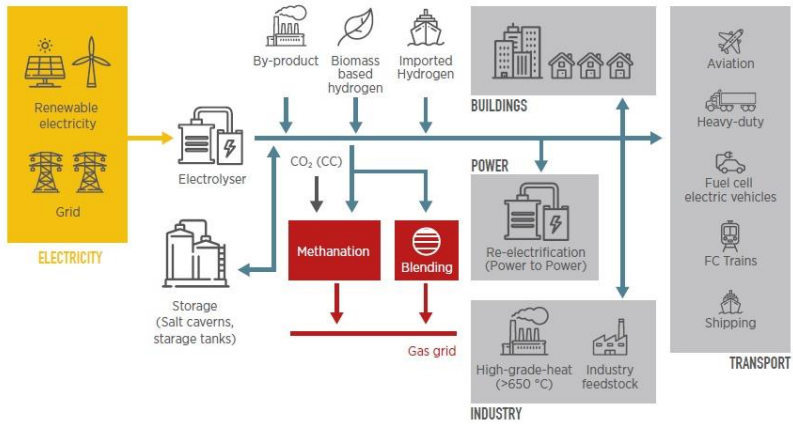 Renewable
electricity
Grid
ELECTRICITY
Electrolyser
Storage
(Salt caverns,
starage tanks)
By-product
Biomass
based
hydrogen
Imported
Hydrogen
CO₂ (CC)
Methanation
Blending
Gas grid
BUILDINGS
POWER
Re-electrification
(Power to Power)
High-grade-heat
(>650 °C)
Industry
feedstock
INDUSTRY
Aviation
Heavy-duty
Fuel cell
electric vehicles
FC Trains
Shipping
TRANSPORT